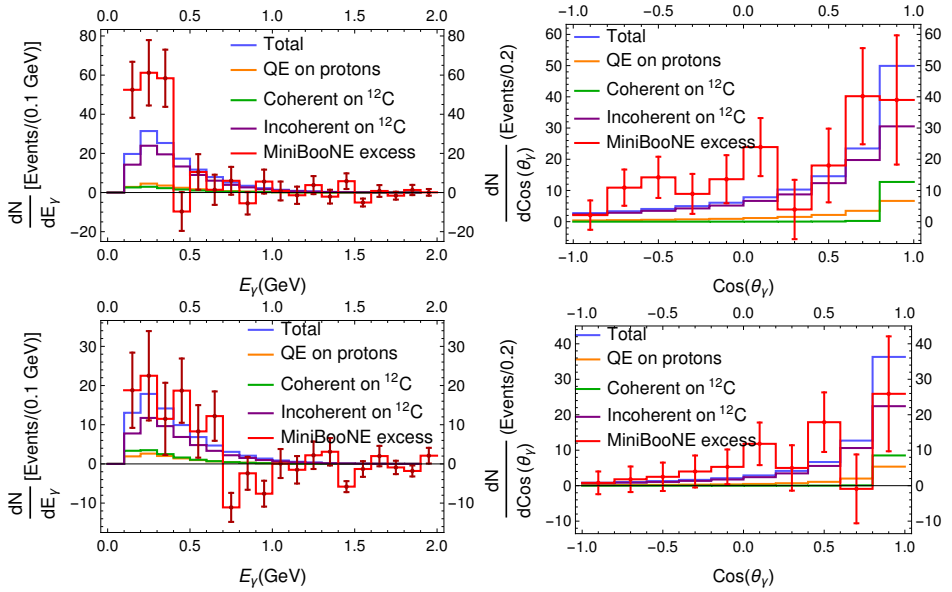 0.0 0.5 1.0 1.5 2.0
dN/dE_γ [Events/(0.1 GeV)]
80 60 40 20 0 −20
80 60 40 20 0 −20
Total
QE on protons
Coherent on ¹²C
Incoherent on ¹²C
MiniBooNE excess
0.0 0.5 1.0 1.5 2.0
E_γ(GeV)
−1.0 −0.5 0.0 0.5 1.0
dN/dCos(θ_γ) (Events/0.2)
60 50 40 30 20 10 0
60 50 40 30 20 10 0
Total
QE on protons
Coherent on ¹²C
Incoherent on ¹²C
MiniBooNE excess
−1.0 −0.5 0.0 0.5 1.0
Cos(θ_γ)
0.0 0.5 1.0 1.5 2.0
dN/dE_γ [Events/(0.1 GeV)]
30 20 10 0 −10
30 20 10 0 −10
Total
QE on protons
Coherent on ¹²C
Incoherent on ¹²C
MiniBooNE excess
0.0 0.5 1.0 1.5 2.0
E_γ(GeV)
−1.0 −0.5 0.0 0.5 1.0
dN/dCos(θ_γ) (Events/0.2)
40 30 20 10 0 −10
40 30 20 10 0 −10
Total
QE on protons
Coherent on ¹²C
Incoherent on ¹²C
MiniBooNE excess
−1.0 −0.5 0.0 0.5 1.0
Cos(θ_γ)